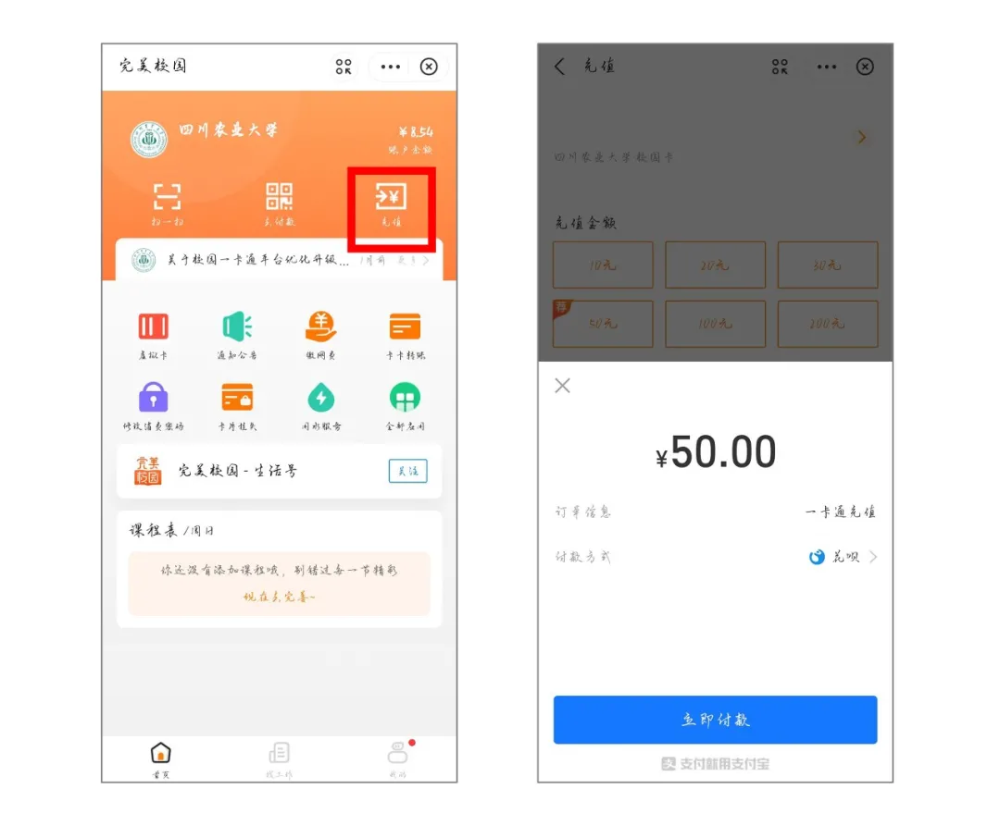 完美校园
四川农业大学
¥8.54
账户余额
扫一扫
去付款
充值
关于校园一卡通平台优化升级...
1月前
更多
虚拟卡
通知公告
缴网费
卡卡转账
修改消费密码
卡片挂失
用水服务
全部应用
完美校园-生活号
关注
课程表/周日
你还没有添加课程哦，别错过每一节精彩
现在去完善~
首页
找工作
我的
充值
四川农业大学校园卡
充值金额
10元
20元
30元
荐
50元
100元
200元
¥50.00
订单信息
一卡通充值
付款方式
花呗
立即付款
支付就用支付宝